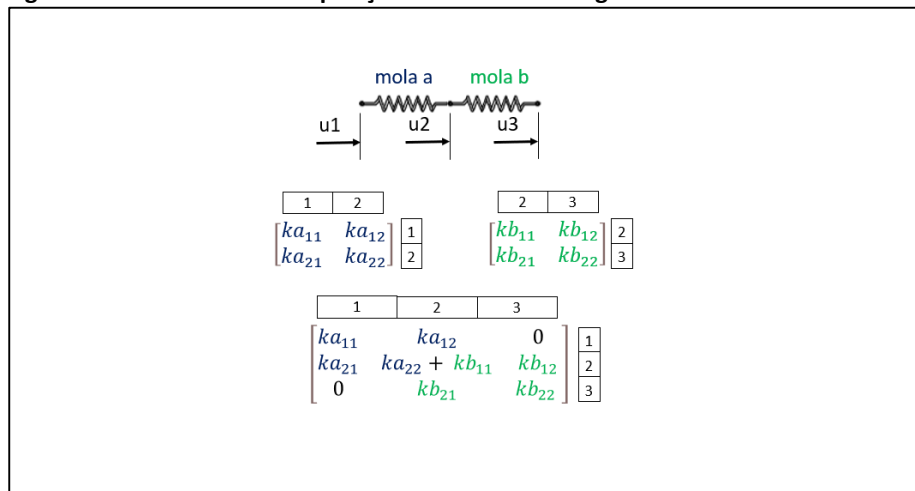 mola a mola b
u1 u2 u3
1 2 2 3
ka11 ka12 1 kb11 kb12 2
ka21 ka22 2 kb21 kb22 3
1 2 3
ka11 ka12 0 1
ka21 ka22 + kb11 kb12 2
0 kb21 kb22 3